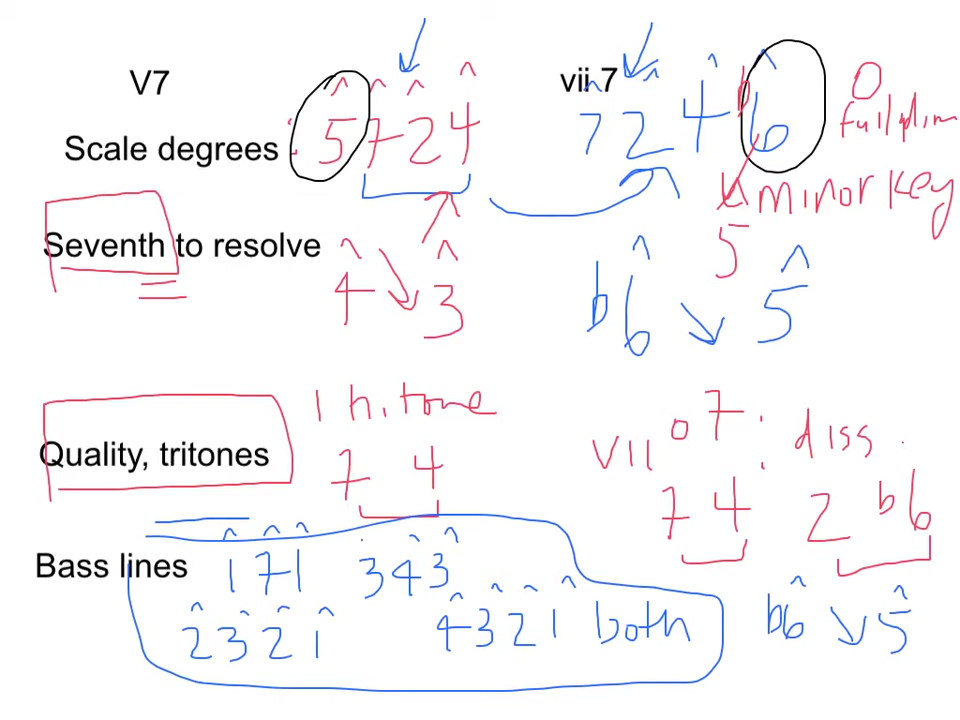 V7 vii 7
Scale degrees : 5 7 2 4 7 2 4 b6 o full dim
minor key
5
Seventh to resolve 4 ↘ 3 b6 ↘ 5
1 tritone
Quality, tritones 7 4 vii o7 : diss.
7 4 2 b6
Bass lines 1 7 1 3 4 3
2 3 2 1 4 3 2 1 both b6 ↘ 5